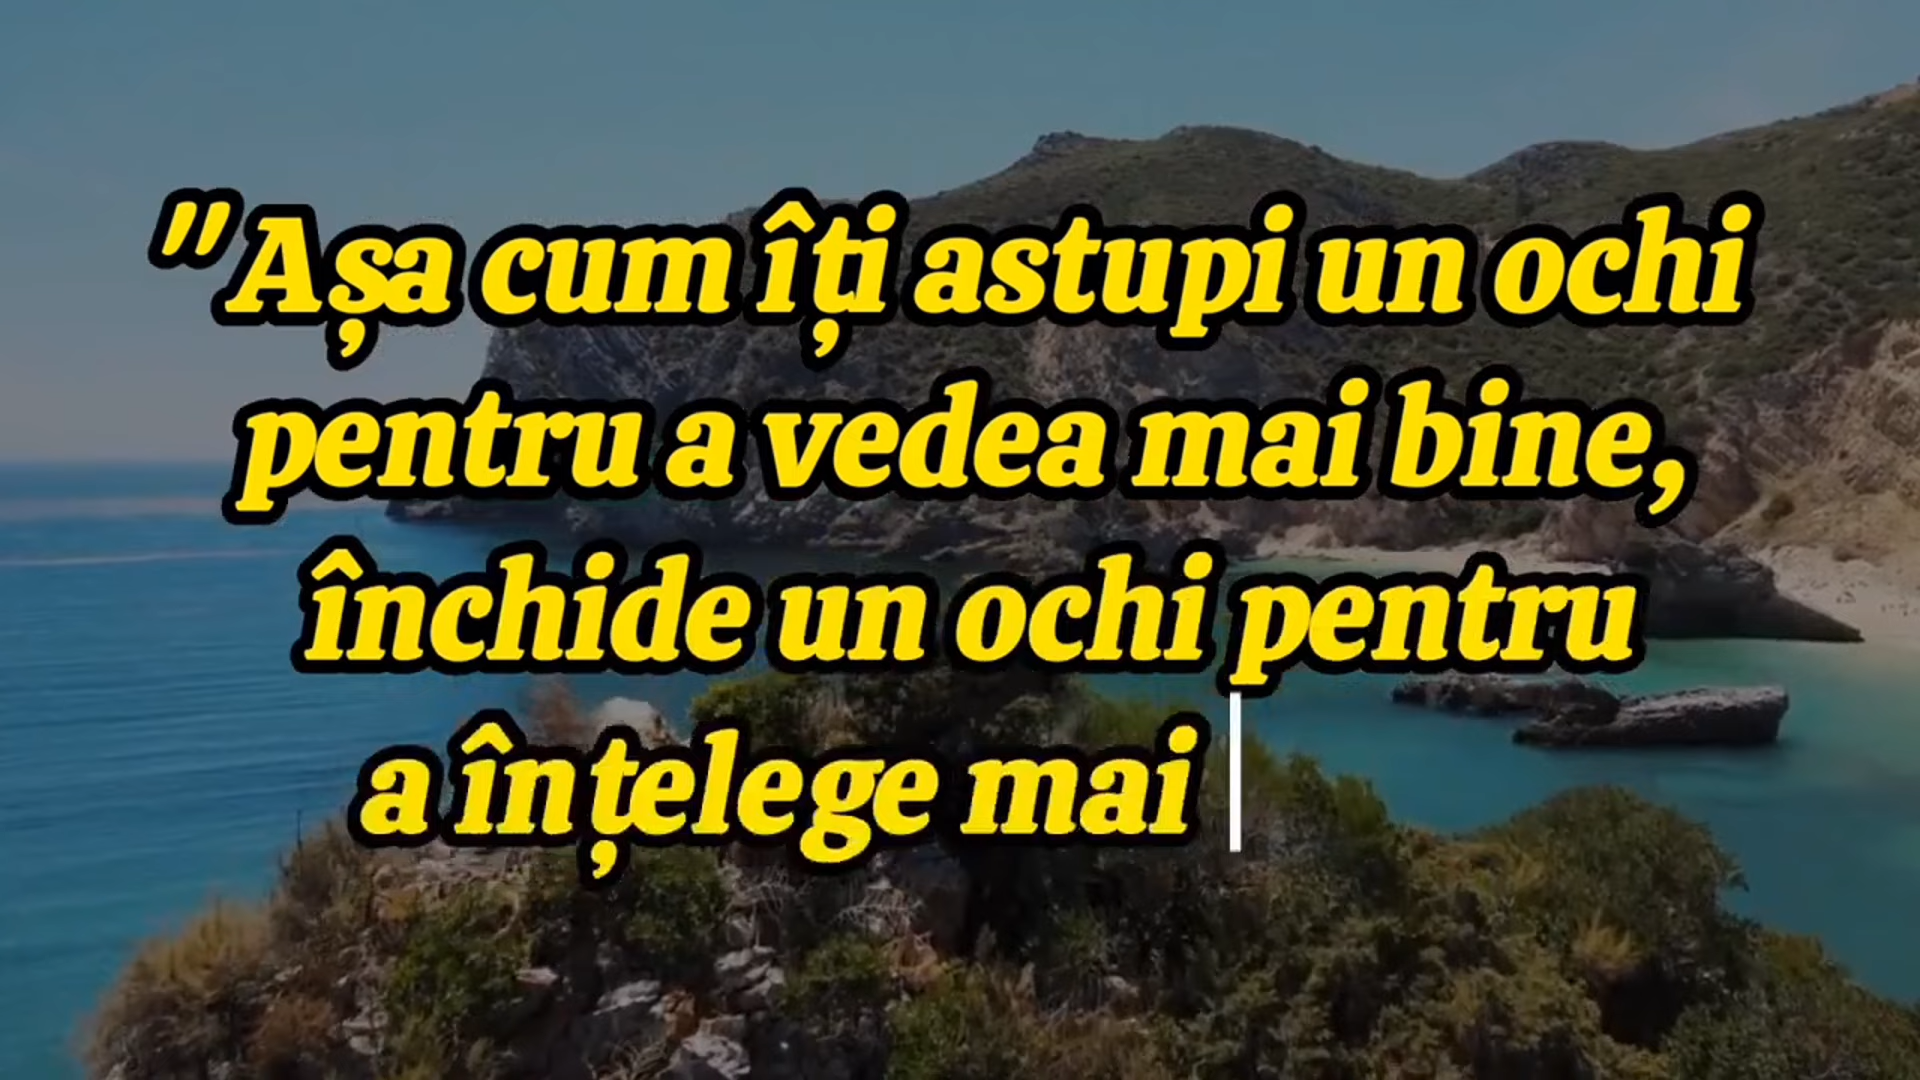 "Așa cum îți astupi un ochi
pentru a vedea mai bine,
închide un ochi pentru
a înțelege mai